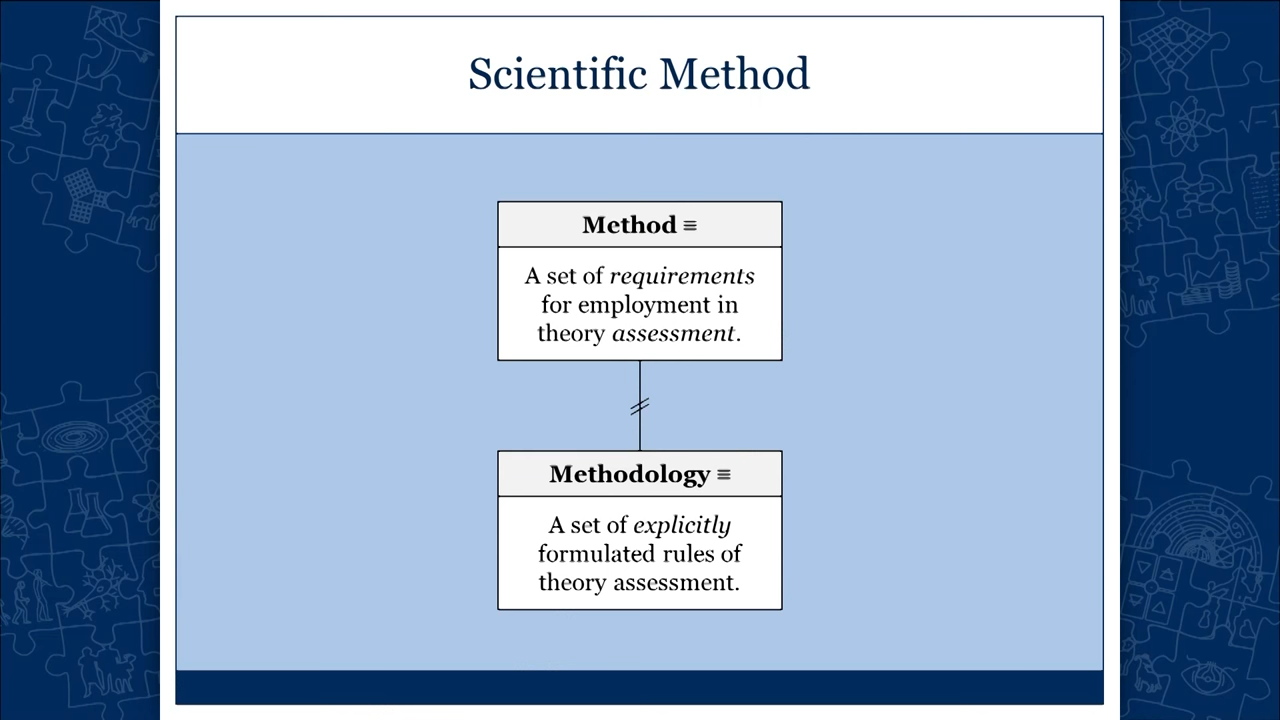 Scientific Method
Method ≡
A set of requirements
for employment in
theory assessment.
Methodology ≡
A set of explicitly
formulated rules of
theory assessment.